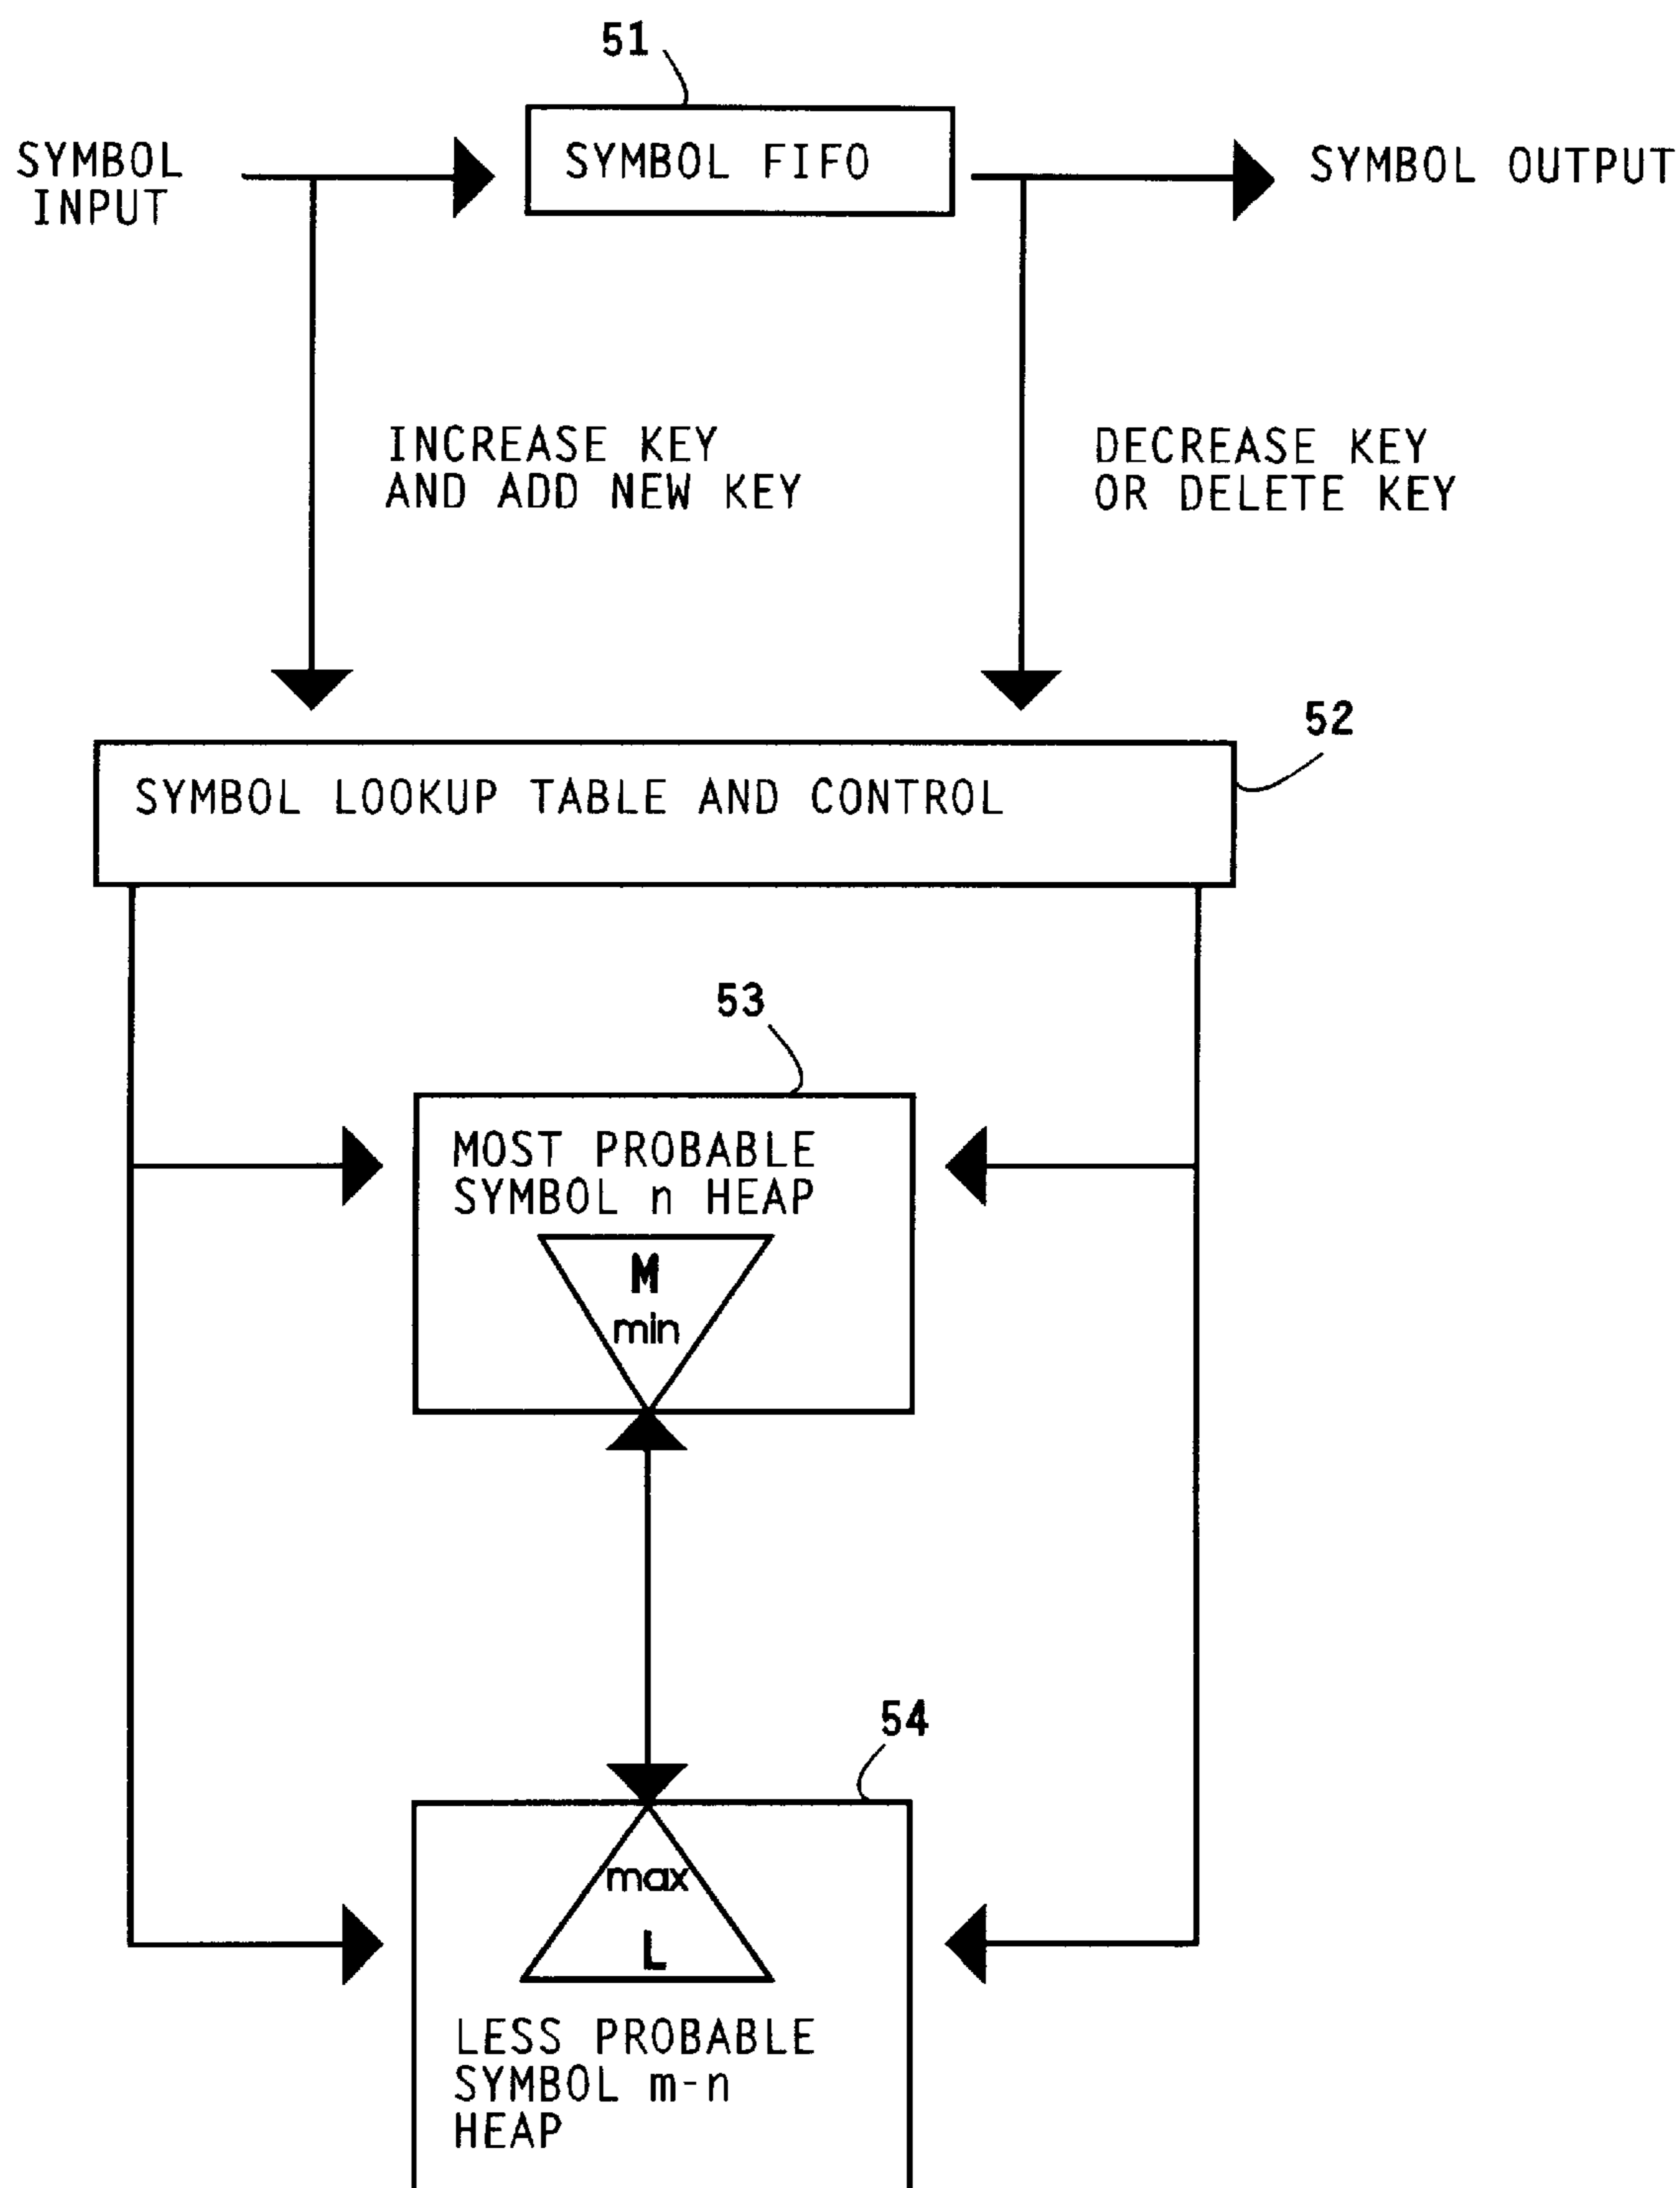 51
SYMBOL
INPUT
SYMBOL FIFO
SYMBOL OUTPUT
INCREASE KEY
AND ADD NEW KEY
DECREASE KEY
OR DELETE KEY
52
SYMBOL LOOKUP TABLE AND CONTROL
53
MOST PROBABLE
SYMBOL n HEAP
M
min
54
max
L
LESS PROBABLE
SYMBOL m-n
HEAP